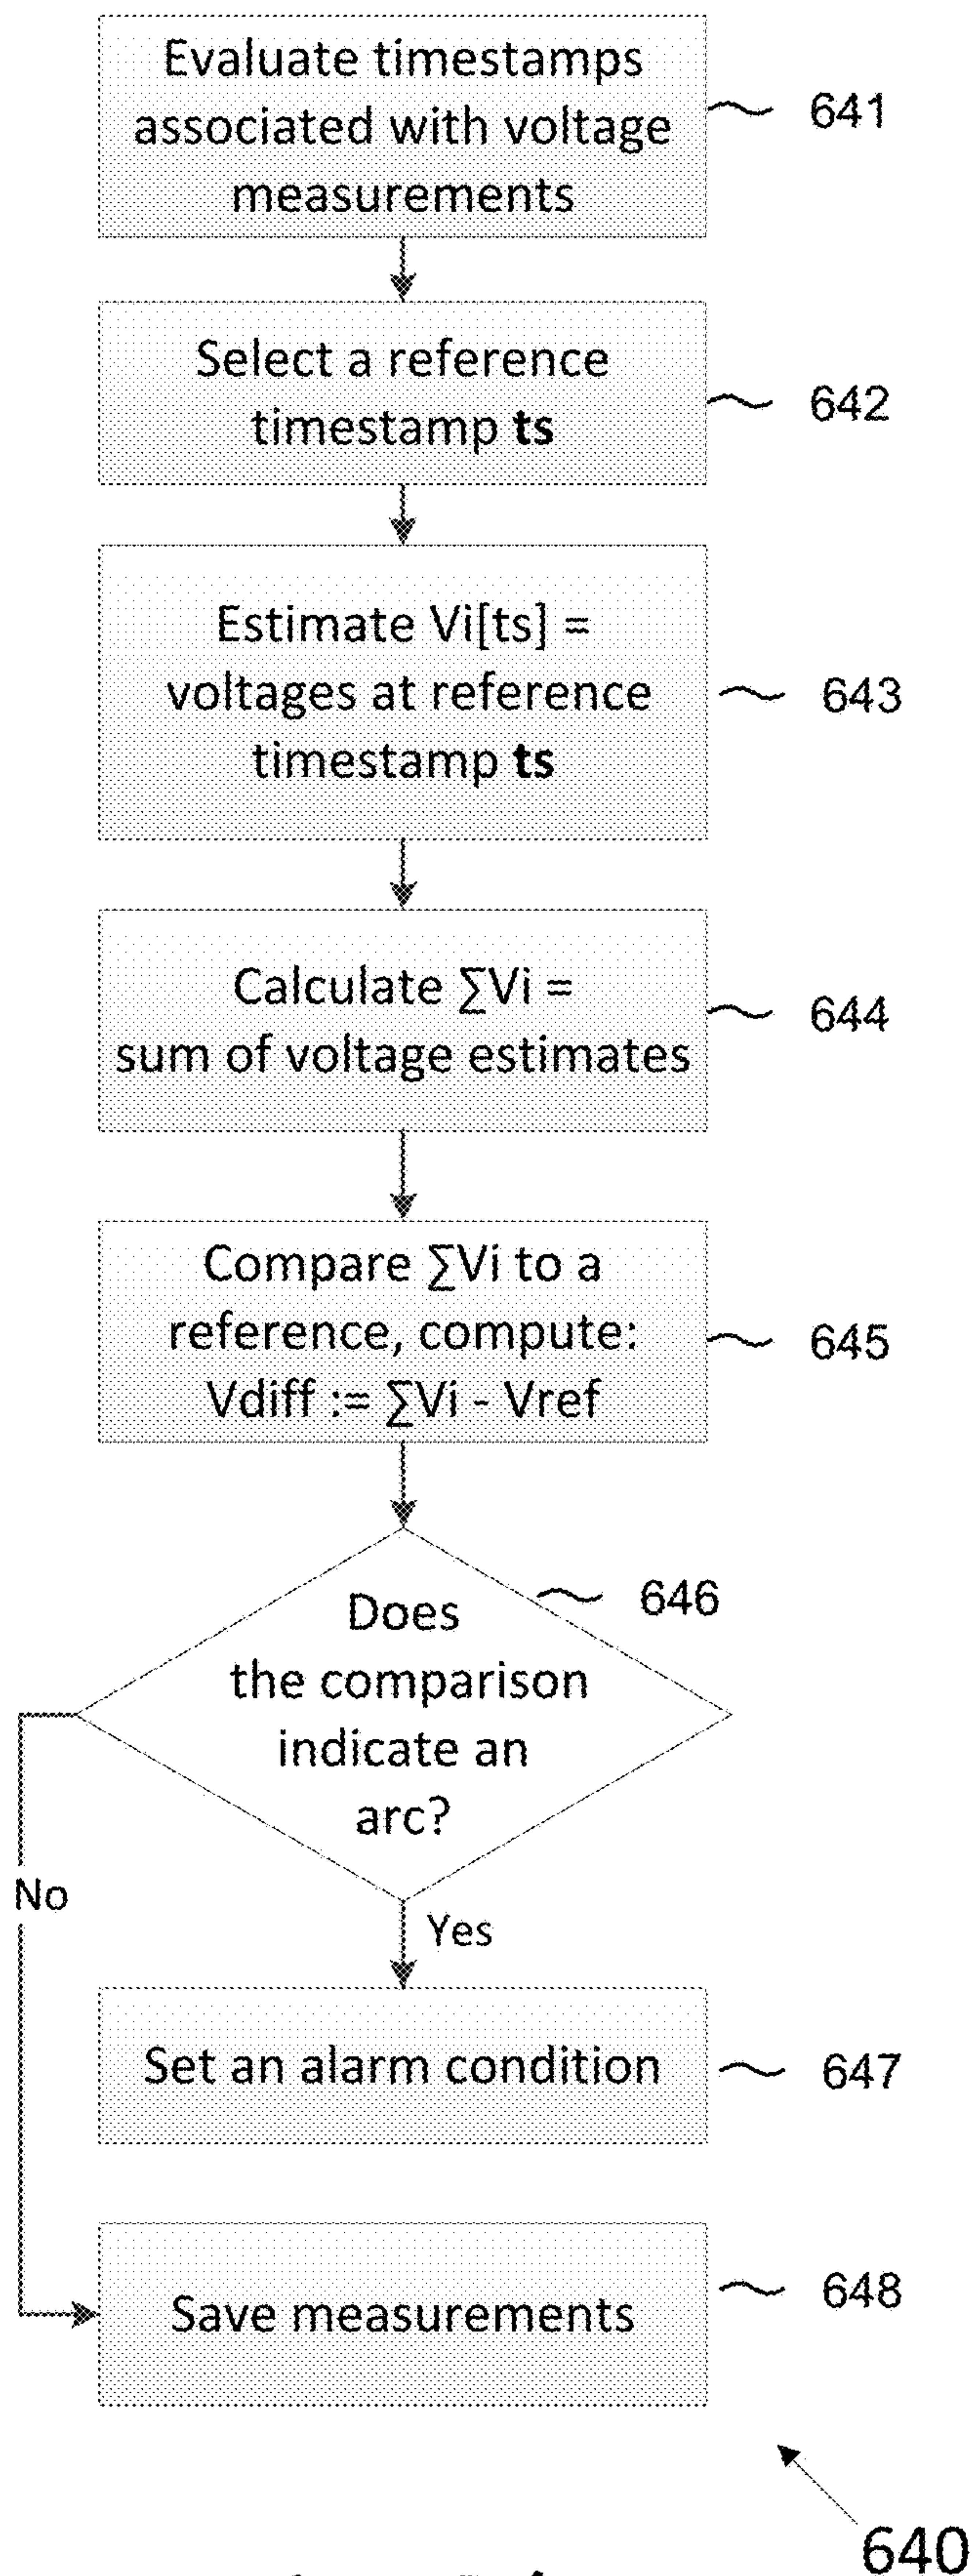 Evaluate timestamps
associated with voltage
measurements
641
Select a reference
timestamp ts
642
Estimate Vi[ts] =
voltages at reference
timestamp ts
643
Calculate ∑Vi =
sum of voltage estimates
644
Compare ∑Vi to a
reference, compute:
Vdiff := ∑Vi - Vref
645
646
Does
the comparison
indicate an
arc?
No
Yes
Set an alarm condition
647
Save measurements
648
640